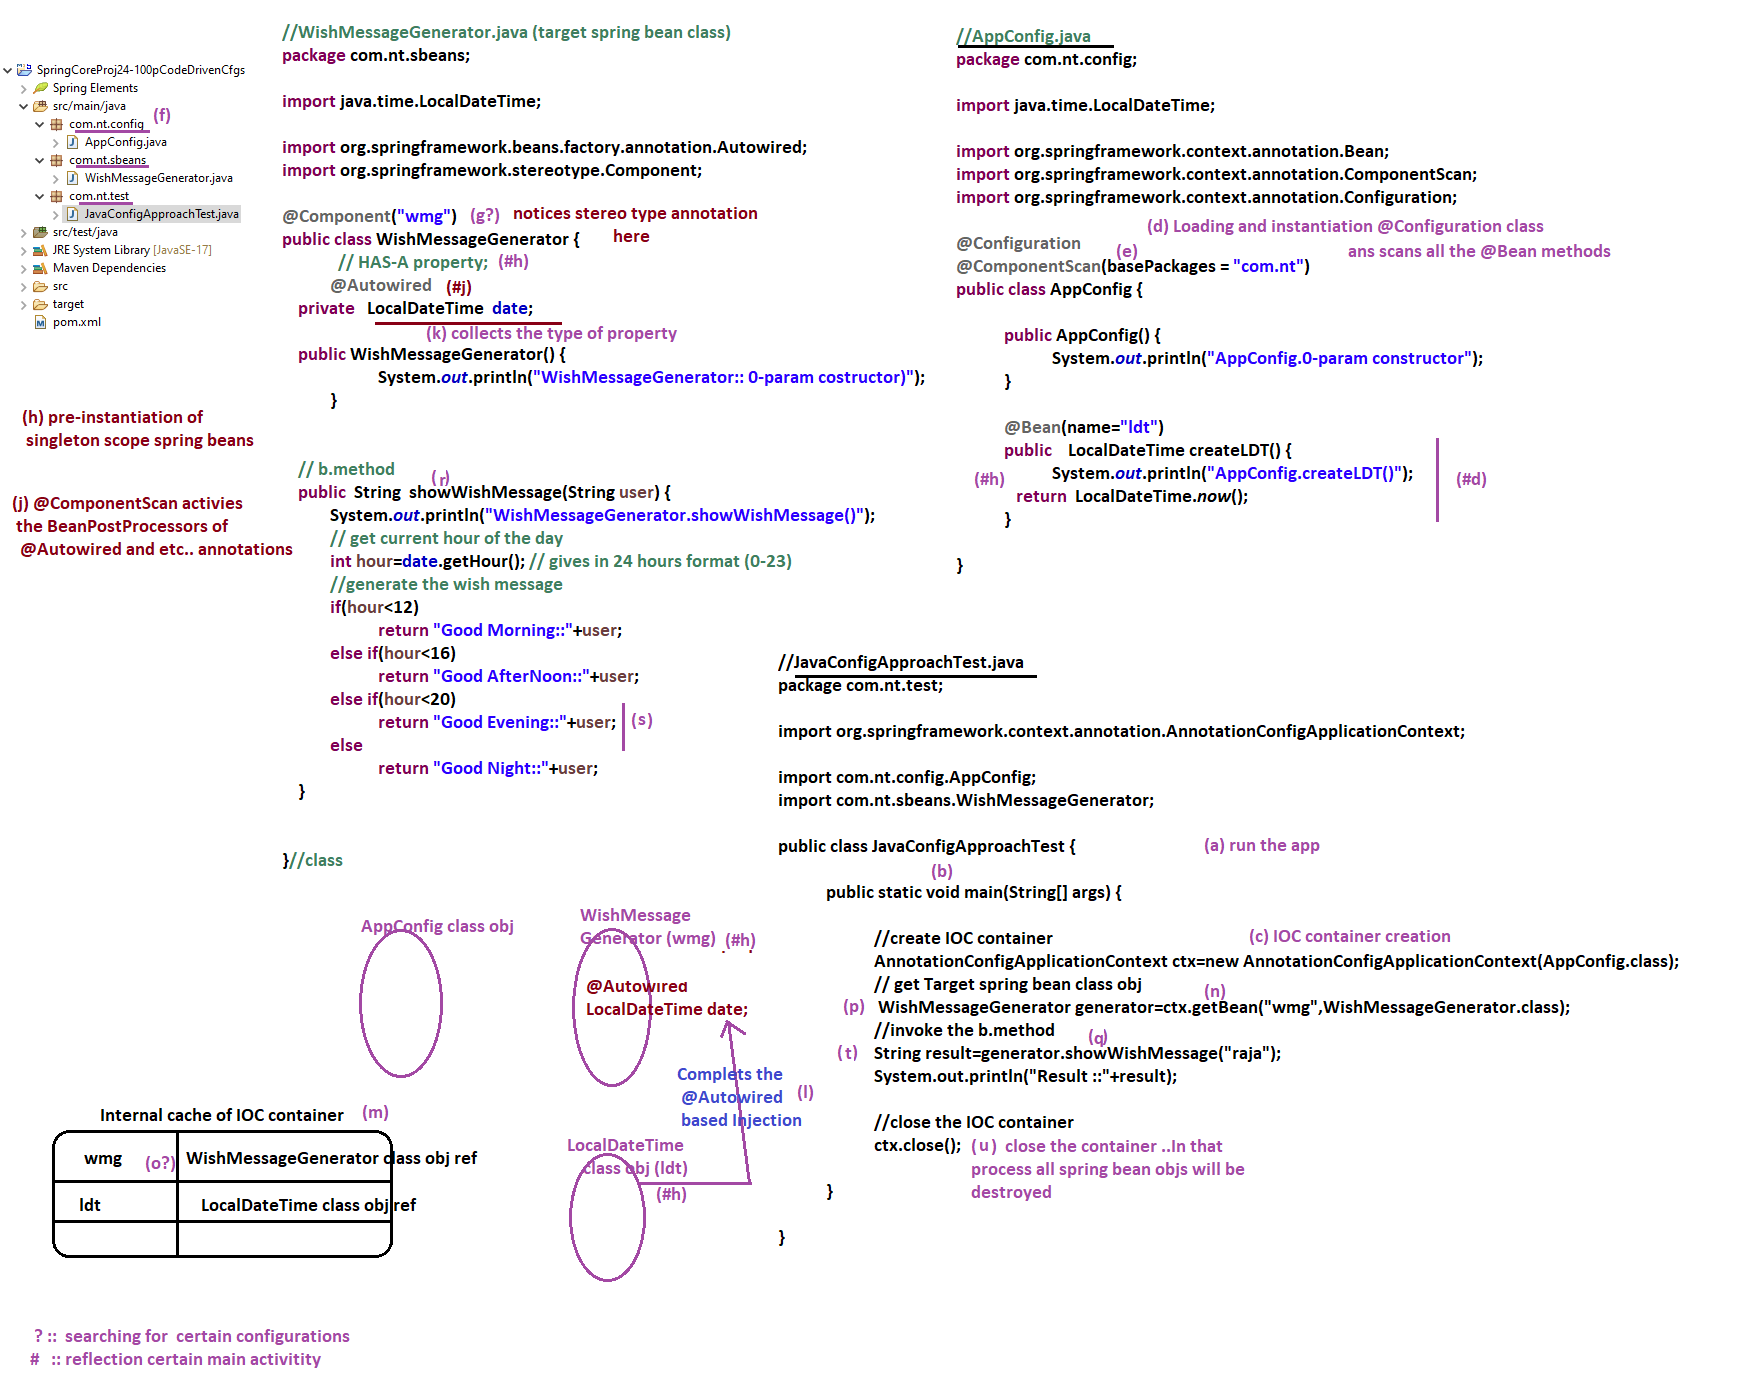 SpringCoreProj24-100pCodeDrivenCfgs
Spring Elements
src/main/java
com.nt.config (f)
AppConfig.java
com.nt.sbeans
WishMessageGenerator.java
com.nt.test
JavaConfigApproachTest.java
src/test/java
JRE System Library [JavaSE-17]
Maven Dependencies
src
target
pom.xml
(h) pre-instantiation of
singleton scope spring beans
(j) @ComponentScan activies
the BeanPostProcessors of
@Autowired and etc.. annotations
//WishMessageGenerator.java (target spring bean class)
package com.nt.sbeans;
import java.time.LocalDateTime;
import org.springframework.beans.factory.annotation.Autowired;
import org.springframework.stereotype.Component;
@Component("wmg") (g?) notices stereo type annotation
public class WishMessageGenerator { here
// HAS-A property; (#h)
@Autowired (#j)
private LocalDateTime date;
(k) collects the type of property
public WishMessageGenerator() {
System.out.println("WishMessageGenerator:: 0-param costructor)");
}
// b.method
(r)
public String showWishMessage(String user) {
System.out.println("WishMessageGenerator.showWishMessage()");
// get current hour of the day
int hour=date.getHour(); // gives in 24 hours format (0-23)
//generate the wish message
if(hour<12)
return "Good Morning::"+user;
else if(hour<16)
return "Good AfterNoon::"+user;
else if(hour<20)
return "Good Evening::"+user; (s)
else
return "Good Night::"+user;
}
}//class
//AppConfig.java
package com.nt.config;
import java.time.LocalDateTime;
import org.springframework.context.annotation.Bean;
import org.springframework.context.annotation.ComponentScan;
import org.springframework.context.annotation.Configuration;
(d) Loading and instantiation @Configuration class
@Configuration (e) ans scans all the @Bean methods
@ComponentScan(basePackages = "com.nt")
public class AppConfig {
public AppConfig() {
System.out.println("AppConfig.0-param constructor");
}
@Bean(name="ldt")
public LocalDateTime createLDT() {
System.out.println("AppConfig.createLDT()");
(#h) (#d)
return LocalDateTime.now();
}
}
//JavaConfigApproachTest.java
package com.nt.test;
import org.springframework.context.annotation.AnnotationConfigApplicationContext;
import com.nt.config.AppConfig;
import com.nt.sbeans.WishMessageGenerator;
public class JavaConfigApproachTest { (a) run the app
(b)
public static void main(String[] args) {
//create IOC container (c) IOC container creation
AnnotationConfigApplicationContext ctx=new AnnotationConfigApplicationContext(AppConfig.class);
// get Target spring bean class obj (n)
(p) WishMessageGenerator generator=ctx.getBean("wmg",WishMessageGenerator.class);
//invoke the b.method (q)
(t) String result=generator.showWishMessage("raja");
System.out.println("Result ::"+result);
//close the IOC container
ctx.close(); (u) close the container ..In that
process all spring bean objs will be
destroyed
}
}
AppConfig class obj
WishMessage
Generator (wmg) (#h)
@Autowired
LocalDateTime date;
Complets the
@Autowired (l)
based Injection
LocalDateTime
class obj (ldt)
(#h)
Internal cache of IOC container (m)
wmg (o?) WishMessageGenerator class obj ref
ldt LocalDateTime class obj ref
? :: searching for certain configurations
# :: reflection certain main activitity